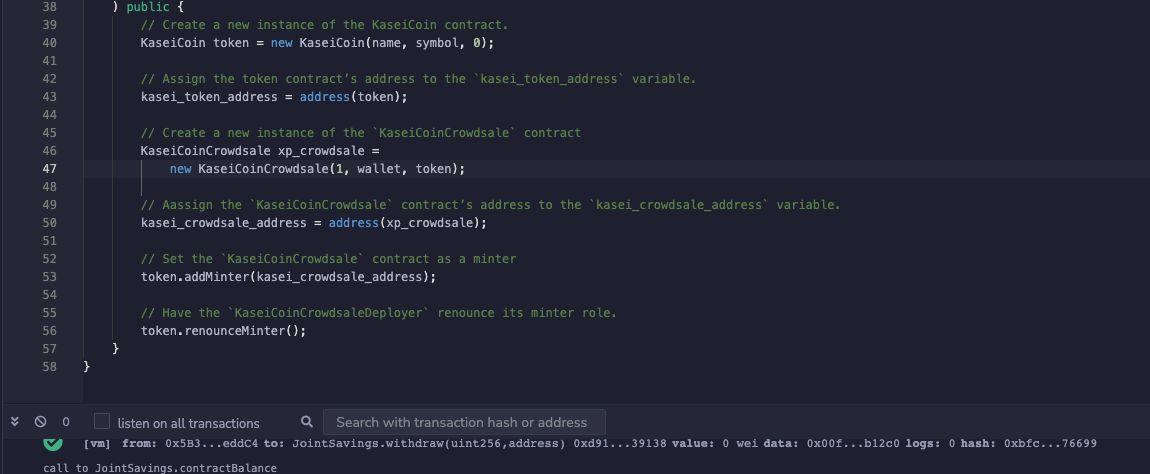 38 ) public {
39 // Create a new instance of the KaseiCoin contract.
40 KaseiCoin token = new KaseiCoin(name, symbol, 0);
41
42 // Assign the token contract’s address to the `kasei_token_address` variable.
43 kasei_token_address = address(token);
44
45 // Create a new instance of the `KaseiCoinCrowdsale` contract
46 KaseiCoinCrowdsale xp_crowdsale =
47 new KaseiCoinCrowdsale(1, wallet, token);
48
49 // Aassign the `KaseiCoinCrowdsale` contract’s address to the `kasei_crowdsale_address` variable.
50 kasei_crowdsale_address = address(xp_crowdsale);
51
52 // Set the `KaseiCoinCrowdsale` contract as a minter
53 token.addMinter(kasei_crowdsale_address);
54
55 // Have the `KaseiCoinCrowdsaleDeployer` renounce its minter role.
56 token.renounceMinter();
57 }
58 }
0 listen on all transactions Search with transaction hash or address
[vm] from: 0x5B3...eddC4 to: JointSavings.withdraw(uint256,address) 0xd91...39138 value: 0 wei data: 0x00f...b12c0 logs: 0 hash: 0xbfc...76699
call to JointSavings.contractBalance